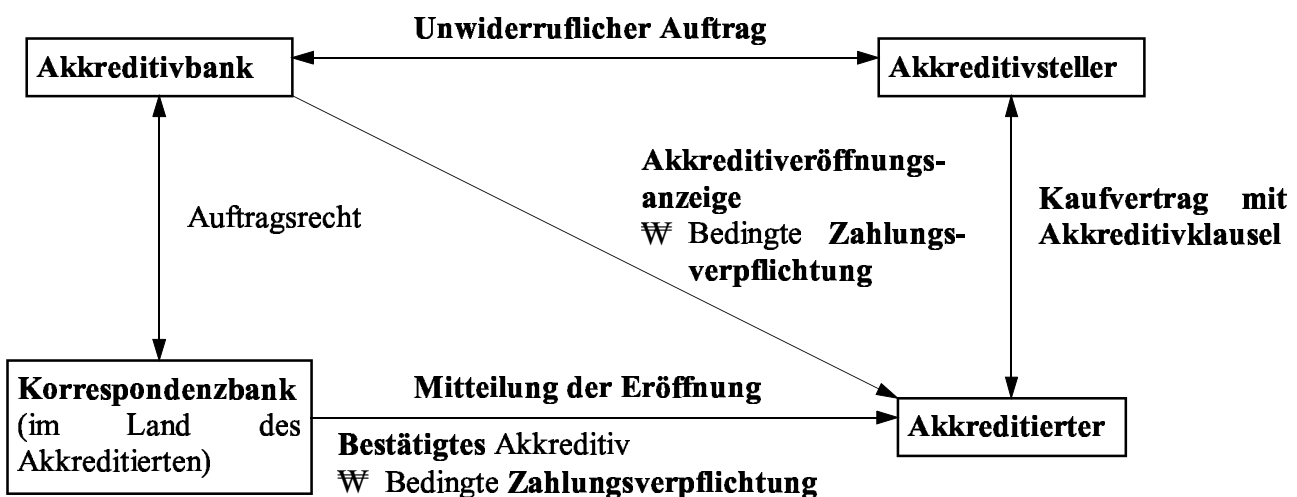 Unwiderruflicher Auftrag
Akkreditivbank
Akkreditivsteller
Akkreditiveröffnungs-
anzeige
₩ Bedingte Zahlungs-
verpflichtung
Auftragsrecht
Kaufvertrag mit
Akkreditivklausel
Korrespondenzbank
(im Land des
Akkreditierten)
Mitteilung der Eröffnung
Akkreditierter
Bestätigtes Akkreditiv
₩ Bedingte Zahlungsverpflichtung